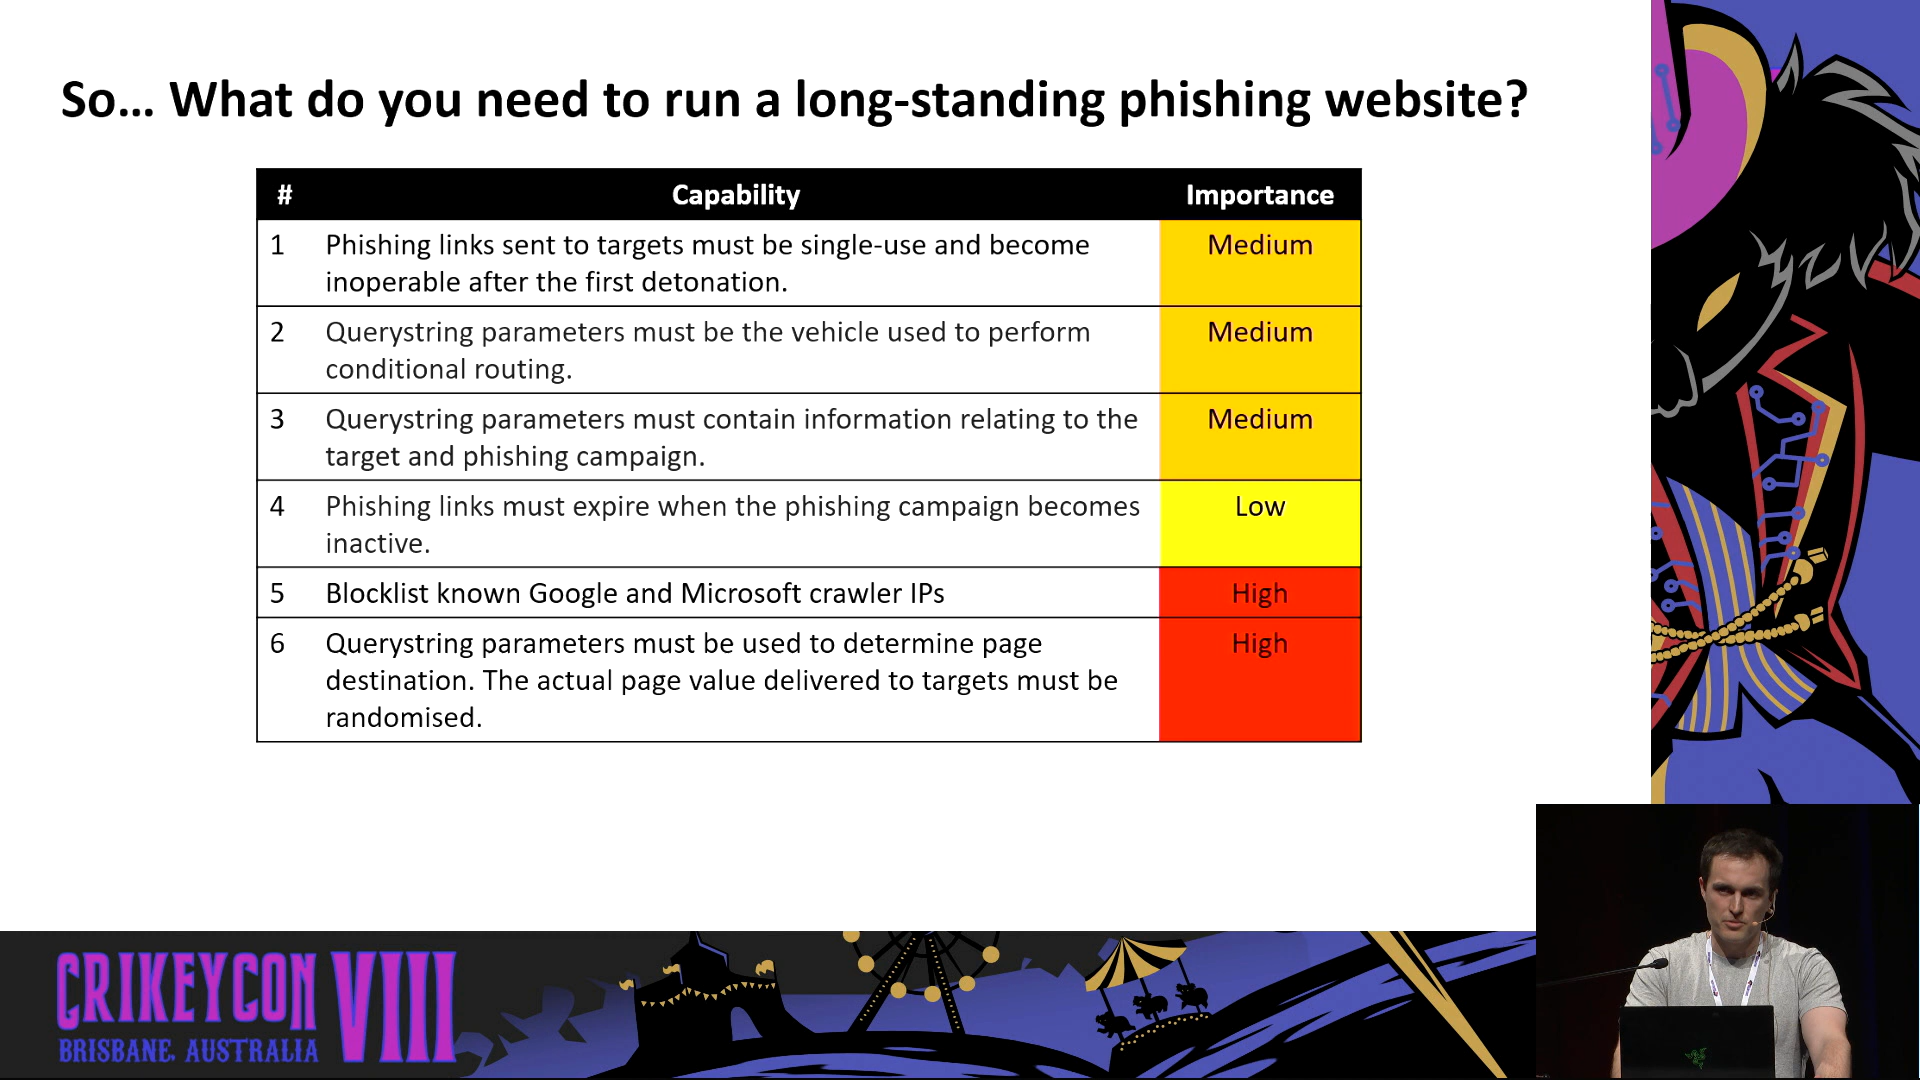 So... What do you need to run a long-standing phishing website?
# Capability Importance
1 Phishing links sent to targets must be single-use and become Medium
inoperable after the first detonation.
2 Querystring parameters must be the vehicle used to perform Medium
conditional routing.
3 Querystring parameters must contain information relating to the Medium
target and phishing campaign.
4 Phishing links must expire when the phishing campaign becomes Low
inactive.
5 Blocklist known Google and Microsoft crawler IPs High
6 Querystring parameters must be used to determine page High
destination. The actual page value delivered to targets must be
randomised.
CRIKEYCON VIII
BRISBANE, AUSTRALIA